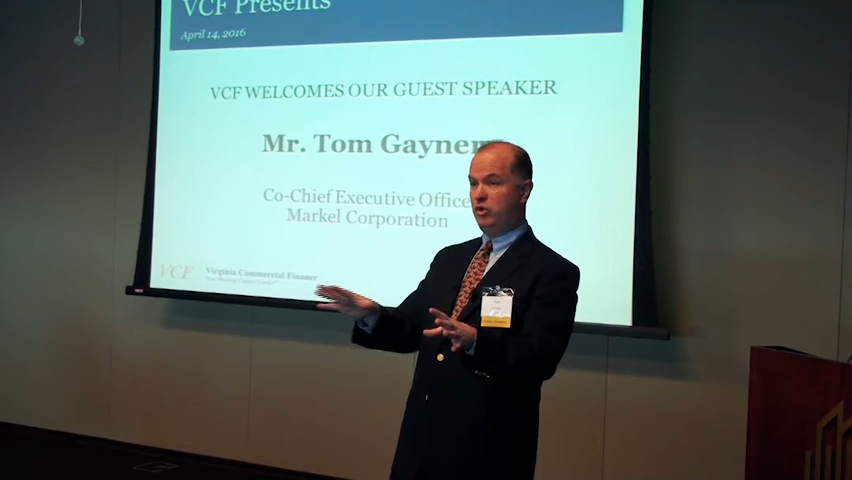 VCF Presents
April 14, 2016
VCF WELCOMES OUR GUEST SPEAKER
Mr. Tom Gayner
Co-Chief Executive Office
Markel Corporation
VCF
Virginia Commercial Finance